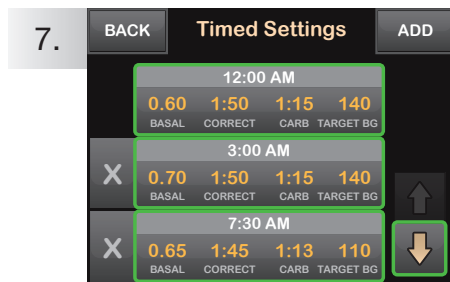 7.
BACK Timed Settings ADD
12:00 AM
0.60 1:50 1:15 140
BASAL CORRECT CARB TARGET BG
3:00 AM
X
0.70 1:50 1:15 140
BASAL CORRECT CARB TARGET BG
7:30 AM
X
0.65 1:45 1:13 110
BASAL CORRECT CARB TARGET BG